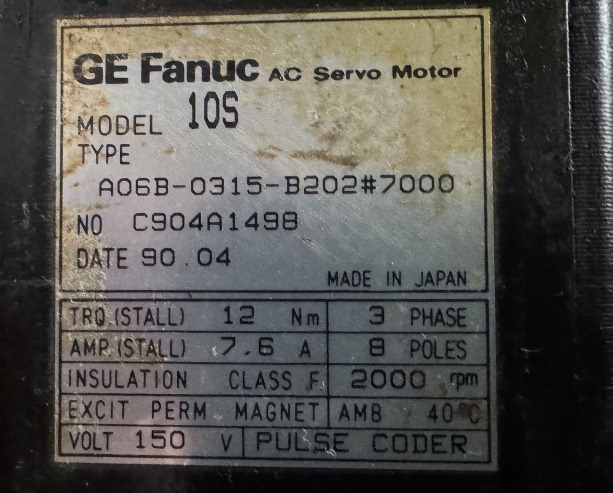 GE Fanuc AC Servo Motor
MODEL 10S
TYPE
A06B-0315-B202#7000
NO C904A1498
DATE 90.04
MADE IN JAPAN
TRQ.(STALL) 12 Nm 3 PHASE
AMP.(STALL) 7.6 A 8 POLES
INSULATION CLASS F 2000 rpm
EXCIT PERM MAGNET AMB 40°C
VOLT 150 V PULSE CODER